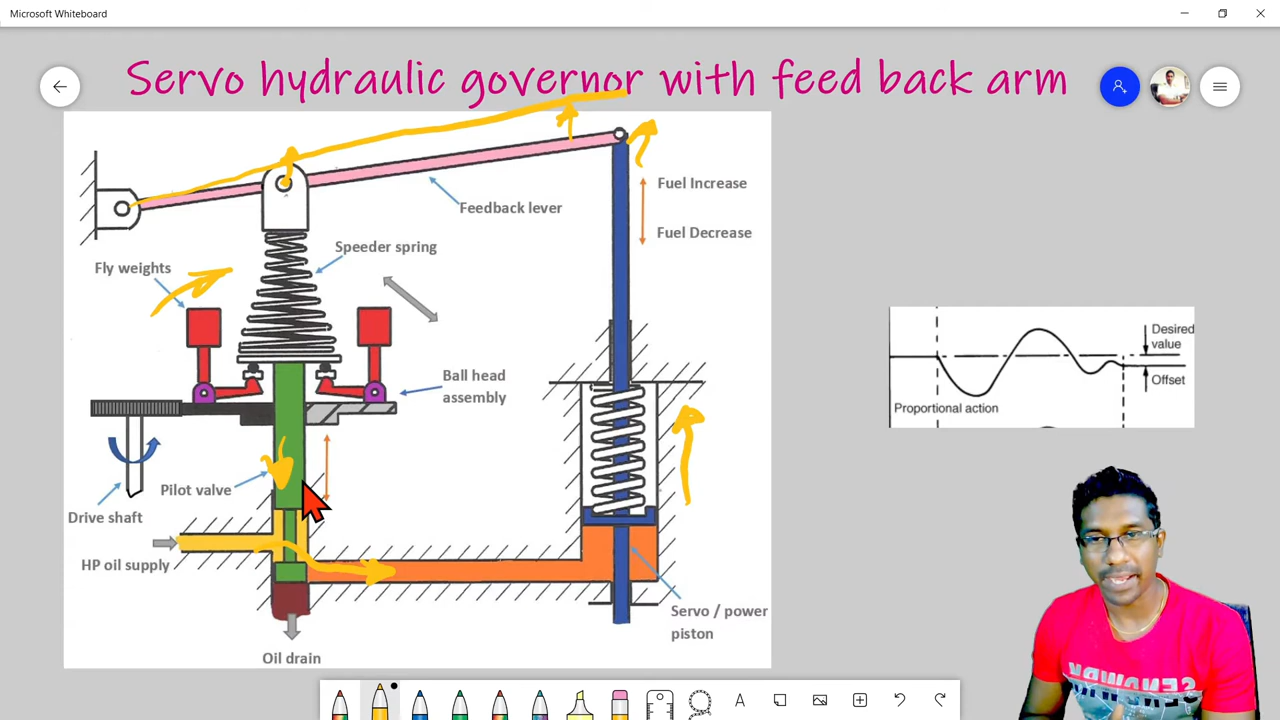 Microsoft Whiteboard
Servo hydraulic governor with feed back arm
Fuel Increase
Feedback lever
Fuel Decrease
Speeder spring
Fly weights
Desired
value
Offset
Ball head
assembly
Proportional action
Pilot valve
Drive shaft
HP oil supply
Servo / power
piston
Oil drain
A